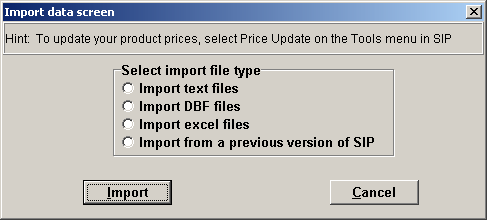 Import data screen
Hint: To update your product prices, select Price Update on the Tools menu in SIP
Select import file type
Import text files
Import DBF files
Import excel files
Import from a previous version of SIP
Import
Cancel